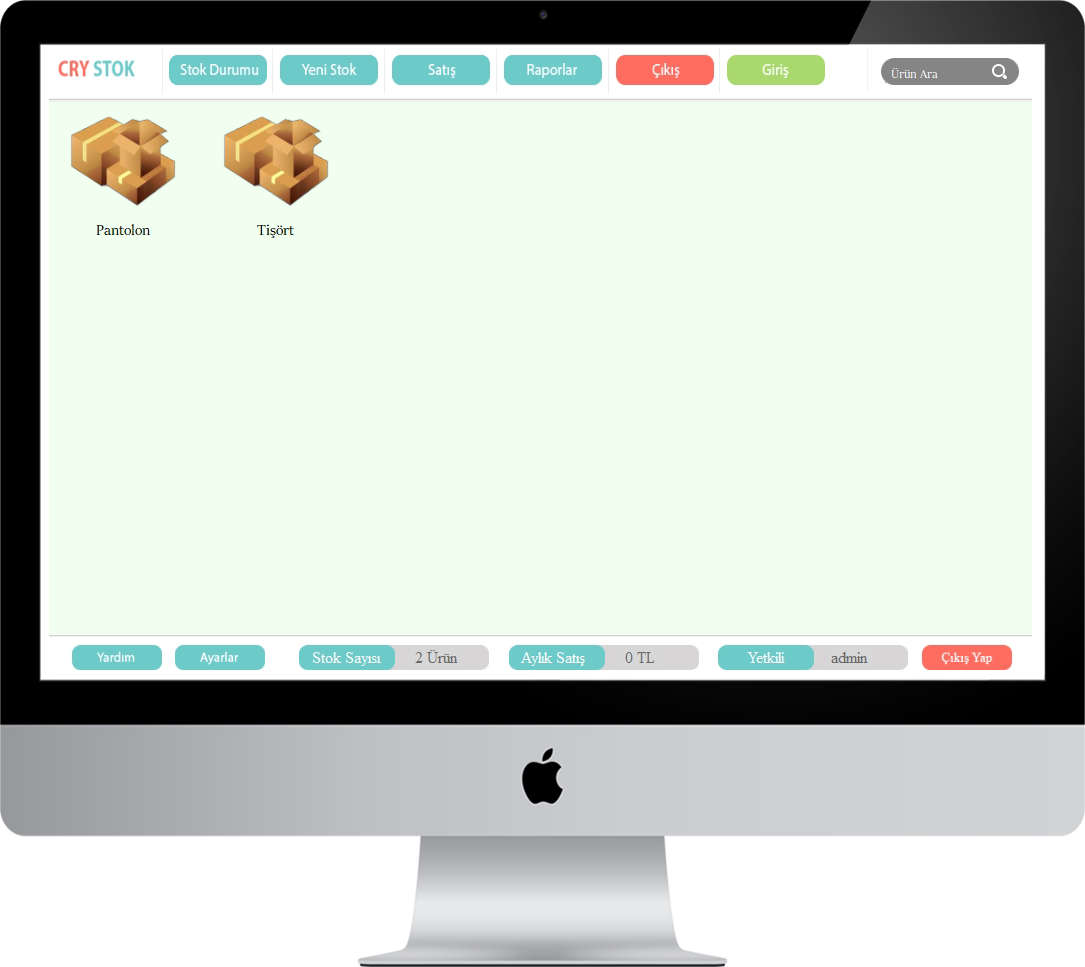 CRY STOK
Stok Durumu
Yeni Stok
Satış
Raporlar
Çıkış
Giriş
Ürün Ara
Pantolon
Tişört
Yardım
Ayarlar
Stok Sayısı
2 Ürün
Aylık Satış
0 TL
Yetkili
admin
Çıkış Yap